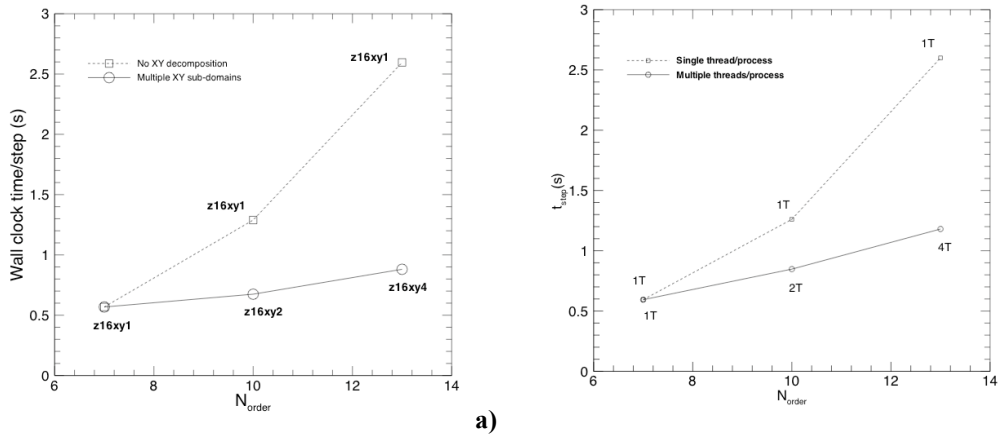 3
2.5
2
1.5
1
0.5
0
Wall clock time/step (s)
No XY decomposition
Multiple XY sub-domains
z16xy1
z16xy1
z16xy1
z16xy2
z16xy4
6 8 10 12 14
N order
a)
3
2.5
2
1.5
1
0.5
0
t step (s)
Single thread/process
Multiple threads/process
1T
1T
1T
1T
2T
4T
6 8 10 12 14
N order